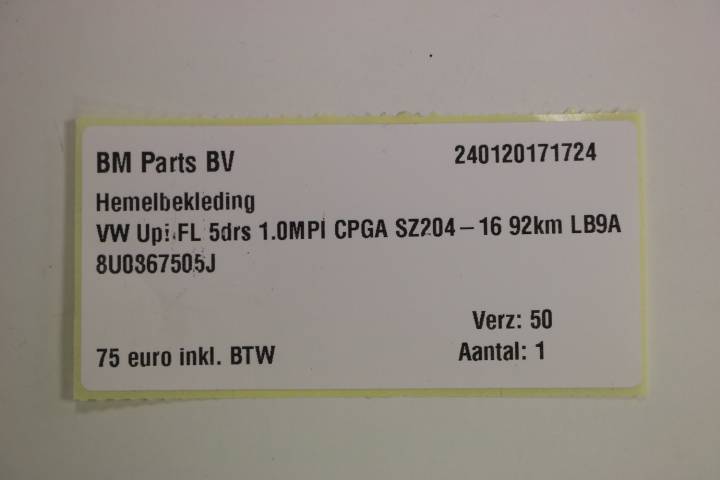 BM Parts BV 240120171724
Hemelbekleding
VW Up! FL 5drs 1.0MPI CPGA SZ204-16 92km LB9A
8U0867505J
Verz: 50
75 euro inkl. BTW Aantal: 1